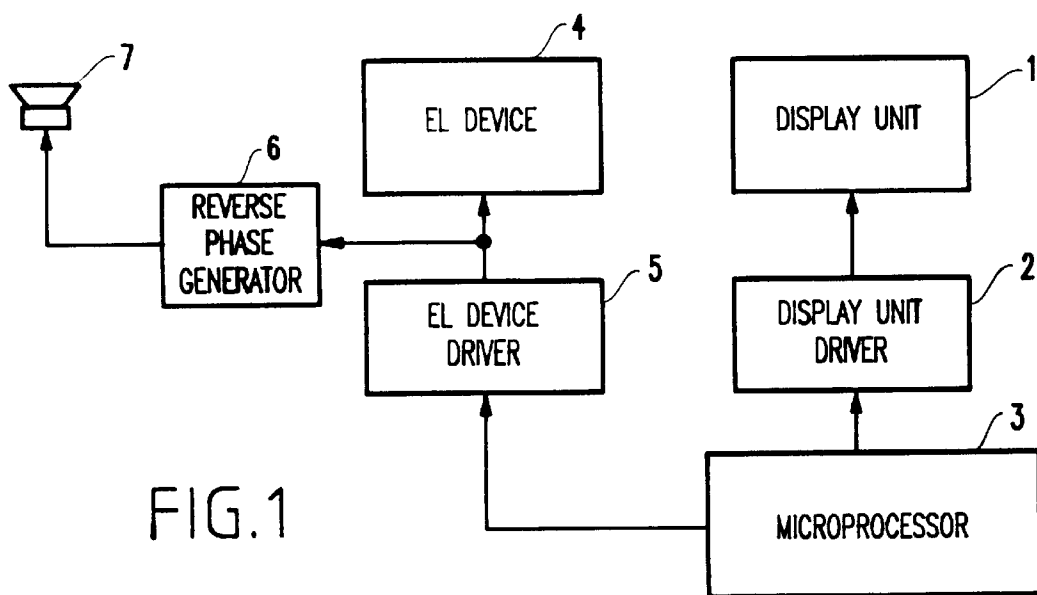 7
4
EL DEVICE
1
DISPLAY UNIT
6
REVERSE
PHASE
GENERATOR
5
EL DEVICE
DRIVER
2
DISPLAY UNIT
DRIVER
3
MICROPROCESSOR
FIG.1